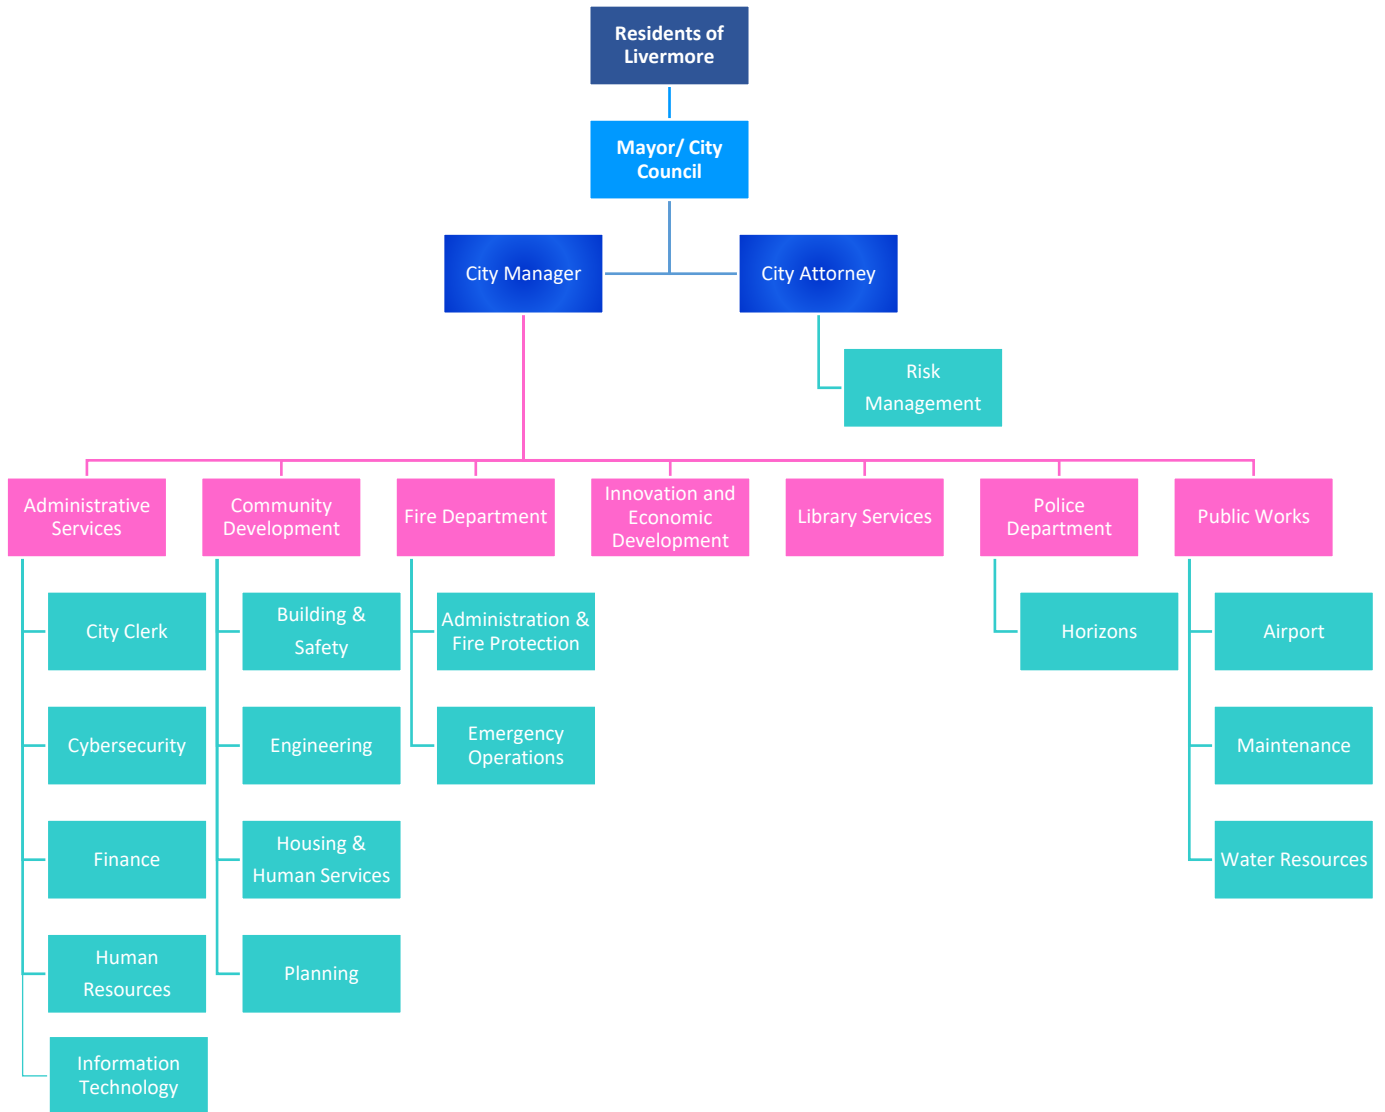 Residents of
Livermore
Mayor/ City
Council
City Manager
City Attorney
Risk
Management
Administrative
Services
Community
Development
Fire Department
Innovation and
Economic
Development
Library Services
Police
Department
Public Works
City Clerk
Building &
Safety
Administration &
Fire Protection
Horizons
Airport
Cybersecurity
Engineering
Emergency
Operations
Maintenance
Finance
Housing &
Human Services
Water Resources
Human
Resources
Planning
Information
Technology